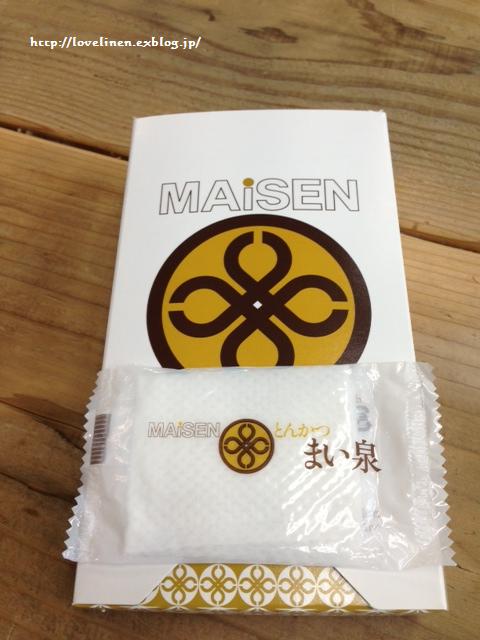 http://lovelinen.exblog.jp/
MAiSEN
MAiSEN
とんかつ
まい泉